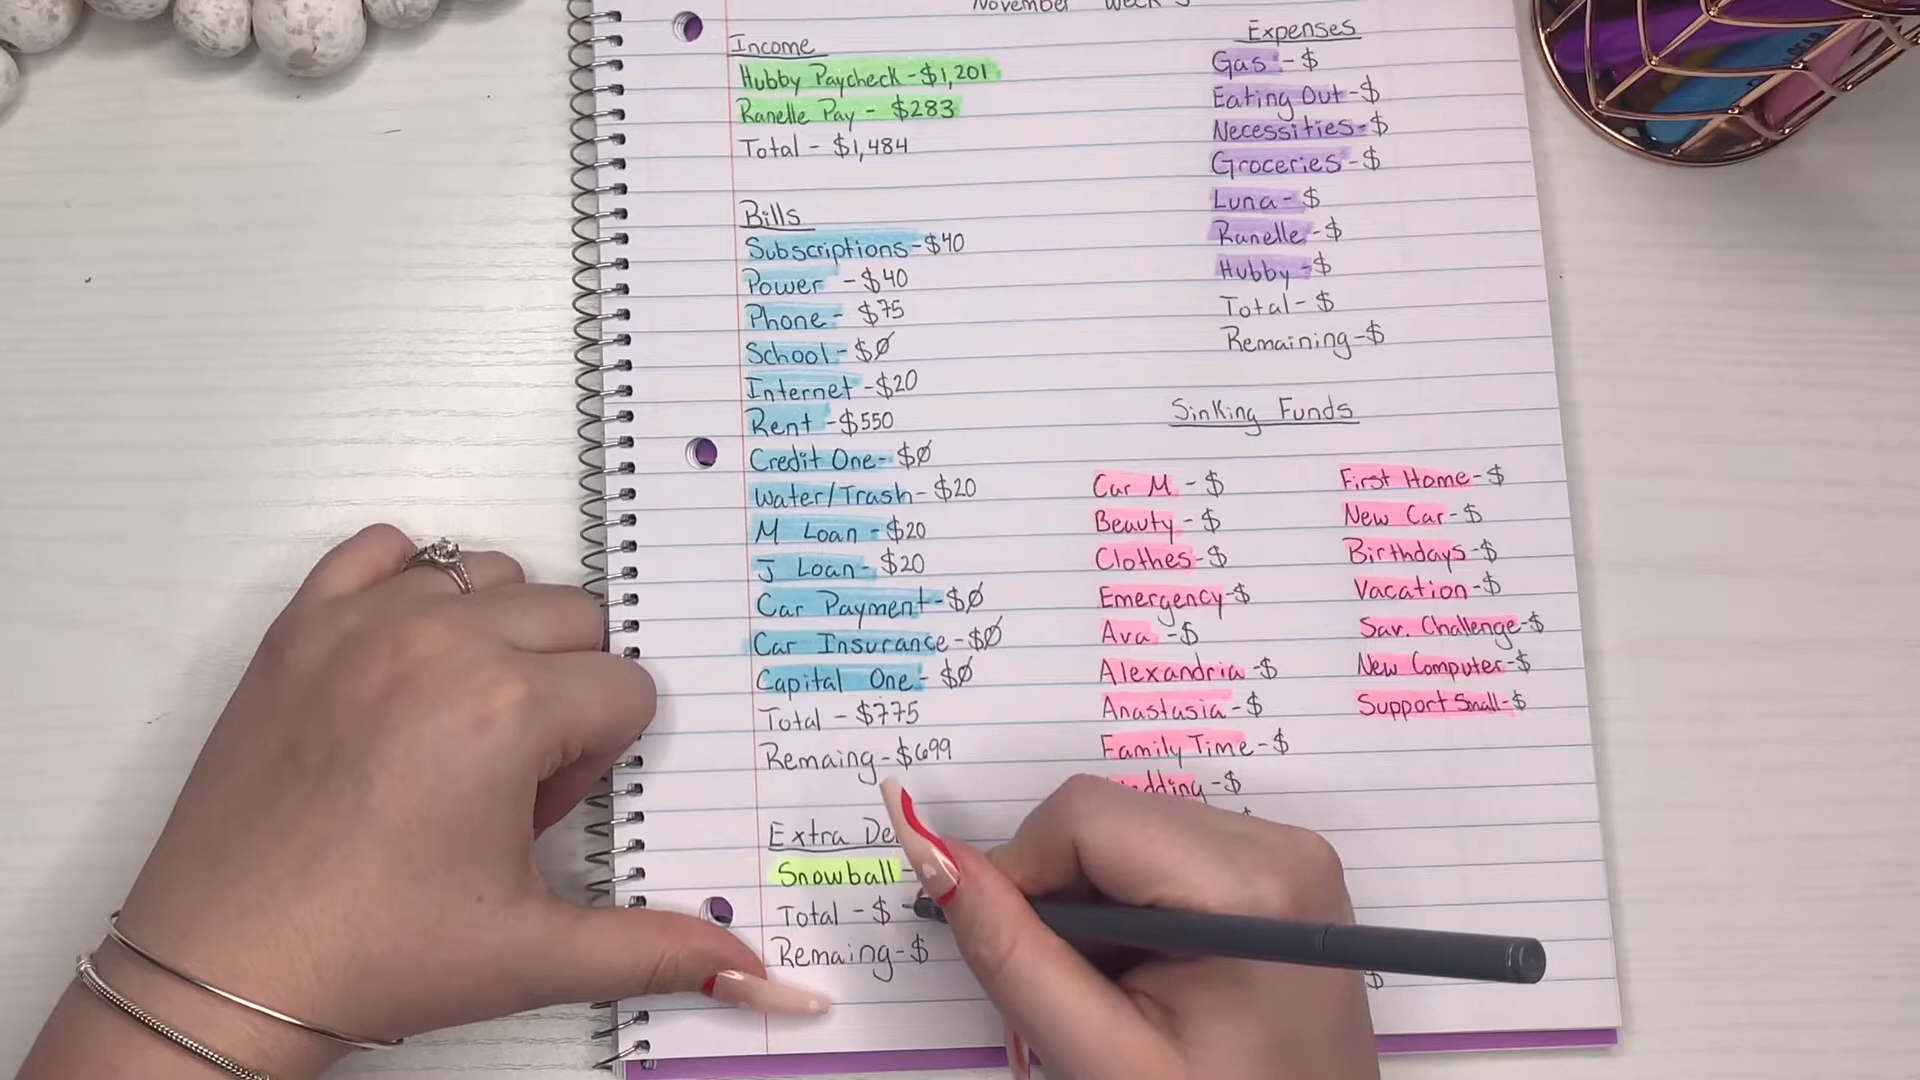 November Week 3
Income
Hubby Paycheck - $1,201
Ranelle Pay - $283
Total - $1,484
Bills
Subscriptions - $40
Power - $40
Phone - $75
School - $0
Internet - $20
Rent - $550
Credit One - $0
Water/Trash - $20
M Loan - $20
J Loan - $20
Car Payment - $0
Car Insurance - $0
Capital One - $0
Total - $775
Remaing - $699
Extra
Snowball -
Total - $
Remaing - $
Expenses
Gas - $
Eating Out - $
Necessities - $
Groceries - $
Luna - $
Ranelle - $
Hubby - $
Total - $
Remaining - $
Sinking Funds
Car M - $
Beauty - $
Clothes - $
Emergency - $
Ava - $
Alexandria - $
Anastasia - $
Family Time - $
- $
First Home - $
New Car - $
Birthdays - $
Vacation - $
Sav. Challenge - $
New Computer - $
Support Small - $
$